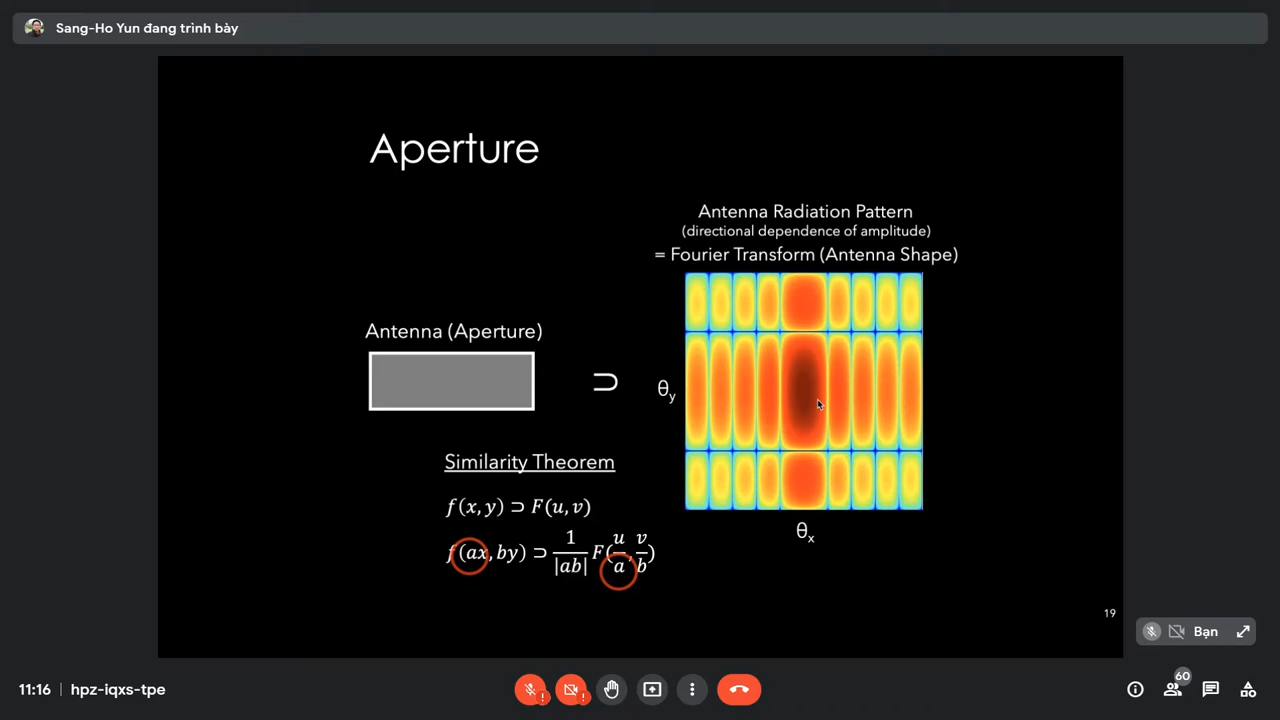 Sang-Ho Yun đang trình bày
Aperture
Antenna Radiation Pattern
(directional dependence of amplitude)
= Fourier Transform (Antenna Shape)
Antenna (Aperture)
⊃
θy
θx
Similarity Theorem
f(x, y) ⊃ F(u, v)
f(ax, by) ⊃ 1/|ab| F(u/a, v/b)
19
Bạn
11:16 | hpz-iqxs-tpe
60